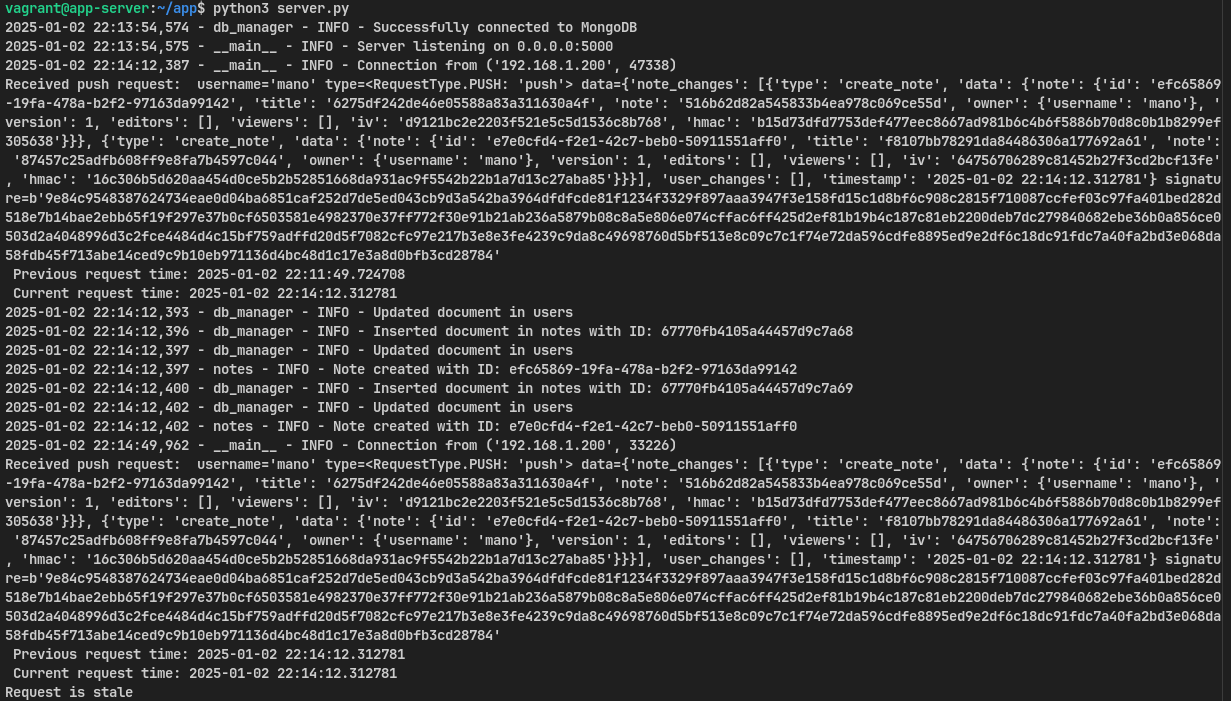 vagrant@app-server:~/app$ python3 server.py
2025-01-02 22:13:54,574 - db_manager - INFO - Successfully connected to MongoDB
2025-01-02 22:13:54,575 - __main__ - INFO - Server listening on 0.0.0.0:5000
2025-01-02 22:14:12,387 - __main__ - INFO - Connection from ('192.168.1.200', 47338)
Received push request:  username='mano' type=<RequestType.PUSH: 'push'> data={'note_changes': [{'type': 'create_note', 'data': {'note': {'id': 'efc65869
-19fa-478a-b2f2-97163da99142', 'title': '6275df242de46e05588a83a311630a4f', 'note': '516b62d82a545833b4ea978c069ce55d', 'owner': {'username': 'mano'}, '
version': 1, 'editors': [], 'viewers': [], 'iv': 'd9121bc2e2203f521e5c5d1536c8b768', 'hmac': 'b15d73dfd7753def477eec8667ad981b6c4b6f5886b70d8c0b1b8299ef
305638'}}}, {'type': 'create_note', 'data': {'note': {'id': 'e7e0cfd4-f2e1-42c7-beb0-50911551aff0', 'title': 'f8107bb78291da84486306a177692a61', 'note':
 '87457c25adfb608ff9e8fa7b4597c044', 'owner': {'username': 'mano'}, 'version': 1, 'editors': [], 'viewers': [], 'iv': '64756706289c81452b27f3cd2bcf13fe'
, 'hmac': '16c306b5d620aa454d0ce5b2b52851668da931ac9f5542b22b1a7d13c27aba85'}}}], 'user_changes': [], 'timestamp': '2025-01-02 22:14:12.312781'} signatu
re=b'9e84c9548387624734eae0d04ba6851caf252d7de5ed043cb9d3a542ba3964dfdfcde81f1234f3329f897aaa3947f3e158fd15c1d8bf6c908c2815f710087ccfef03c97fa401bed282d
518e7b14bae2ebb65f19f297e37b0cf6503581e4982370e37ff772f30e91b21ab236a5879b08c8a5e806e074cffac6ff425d2ef81b19b4c187c81eb2200deb7dc279840682ebe36b0a856ce0
503d2a4048996d3c2fce4484d4c15bf759adffd20d5f7082cfc97e217b3e8e3fe4239c9da8c49698760d5bf513e8c09c7c1f74e72da596cdfe8895ed9e2df6c18dc91fdc7a40fa2bd3e068da
58fdb45f713abe14ced9c9b10eb971136d4bc48d1c17e3a8d0bfb3cd28784'
 Previous request time: 2025-01-02 22:11:49.724708
 Current request time: 2025-01-02 22:14:12.312781
2025-01-02 22:14:12,393 - db_manager - INFO - Updated document in users
2025-01-02 22:14:12,396 - db_manager - INFO - Inserted document in notes with ID: 67770fb4105a44457d9c7a68
2025-01-02 22:14:12,397 - db_manager - INFO - Updated document in users
2025-01-02 22:14:12,397 - notes - INFO - Note created with ID: efc65869-19fa-478a-b2f2-97163da99142
2025-01-02 22:14:12,400 - db_manager - INFO - Inserted document in notes with ID: 67770fb4105a44457d9c7a69
2025-01-02 22:14:12,402 - db_manager - INFO - Updated document in users
2025-01-02 22:14:12,402 - notes - INFO - Note created with ID: e7e0cfd4-f2e1-42c7-beb0-50911551aff0
2025-01-02 22:14:49,962 - __main__ - INFO - Connection from ('192.168.1.200', 33226)
Received push request:  username='mano' type=<RequestType.PUSH: 'push'> data={'note_changes': [{'type': 'create_note', 'data': {'note': {'id': 'efc65869
-19fa-478a-b2f2-97163da99142', 'title': '6275df242de46e05588a83a311630a4f', 'note': '516b62d82a545833b4ea978c069ce55d', 'owner': {'username': 'mano'}, '
version': 1, 'editors': [], 'viewers': [], 'iv': 'd9121bc2e2203f521e5c5d1536c8b768', 'hmac': 'b15d73dfd7753def477eec8667ad981b6c4b6f5886b70d8c0b1b8299ef
305638'}}}, {'type': 'create_note', 'data': {'note': {'id': 'e7e0cfd4-f2e1-42c7-beb0-50911551aff0', 'title': 'f8107bb78291da84486306a177692a61', 'note':
 '87457c25adfb608ff9e8fa7b4597c044', 'owner': {'username': 'mano'}, 'version': 1, 'editors': [], 'viewers': [], 'iv': '64756706289c81452b27f3cd2bcf13fe'
, 'hmac': '16c306b5d620aa454d0ce5b2b52851668da931ac9f5542b22b1a7d13c27aba85'}}}], 'user_changes': [], 'timestamp': '2025-01-02 22:14:12.312781'} signatu
re=b'9e84c9548387624734eae0d04ba6851caf252d7de5ed043cb9d3a542ba3964dfdfcde81f1234f3329f897aaa3947f3e158fd15c1d8bf6c908c2815f710087ccfef03c97fa401bed282d
518e7b14bae2ebb65f19f297e37b0cf6503581e4982370e37ff772f30e91b21ab236a5879b08c8a5e806e074cffac6ff425d2ef81b19b4c187c81eb2200deb7dc279840682ebe36b0a856ce0
503d2a4048996d3c2fce4484d4c15bf759adffd20d5f7082cfc97e217b3e8e3fe4239c9da8c49698760d5bf513e8c09c7c1f74e72da596cdfe8895ed9e2df6c18dc91fdc7a40fa2bd3e068da
58fdb45f713abe14ced9c9b10eb971136d4bc48d1c17e3a8d0bfb3cd28784'
 Previous request time: 2025-01-02 22:14:12.312781
 Current request time: 2025-01-02 22:14:12.312781
Request is stale